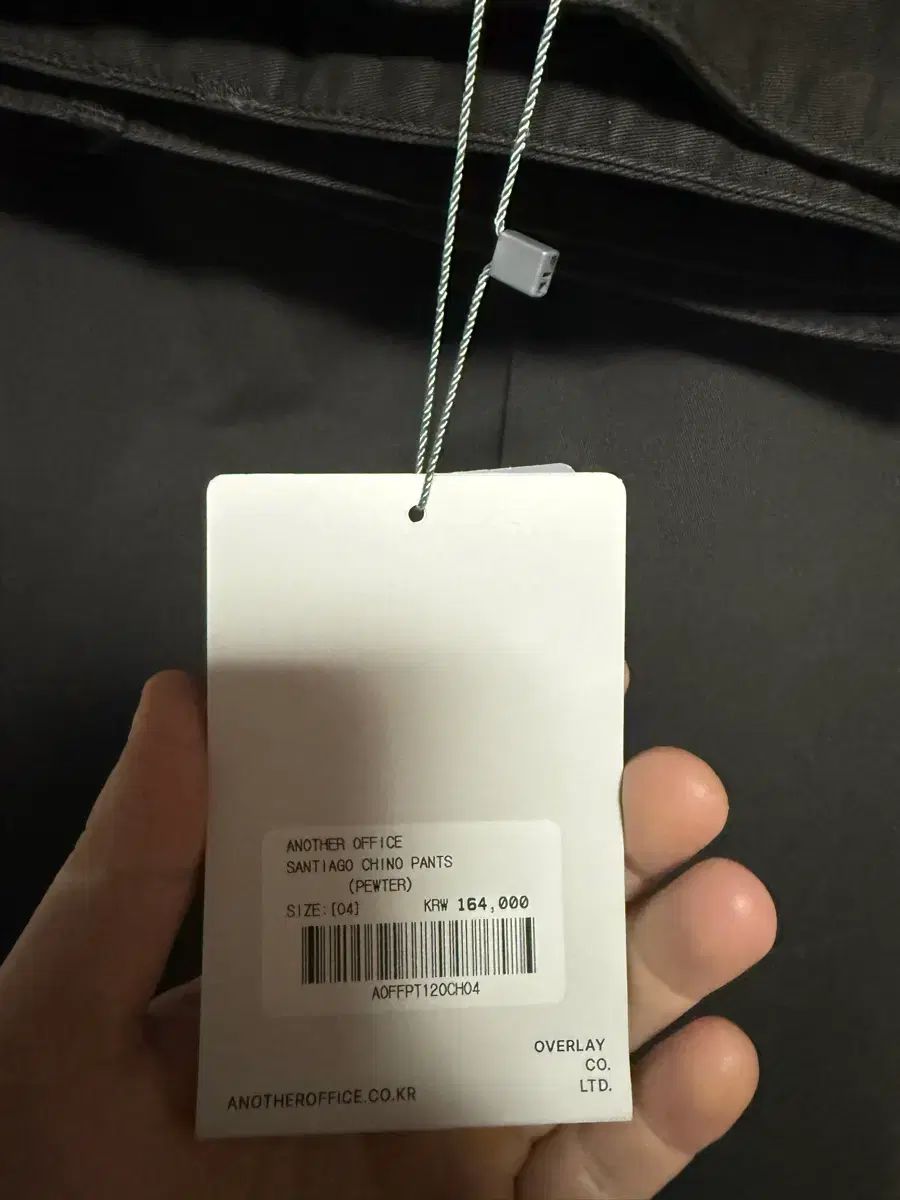 ANOTHER OFFICE
SANTIAGO CHINO PANTS
(PEWTER)
SIZE:[04] KRW 164,000
AOFFPT120CH04
OVERLAY
CO.
LTD.
ANOTHEROFFICE.CO.KR